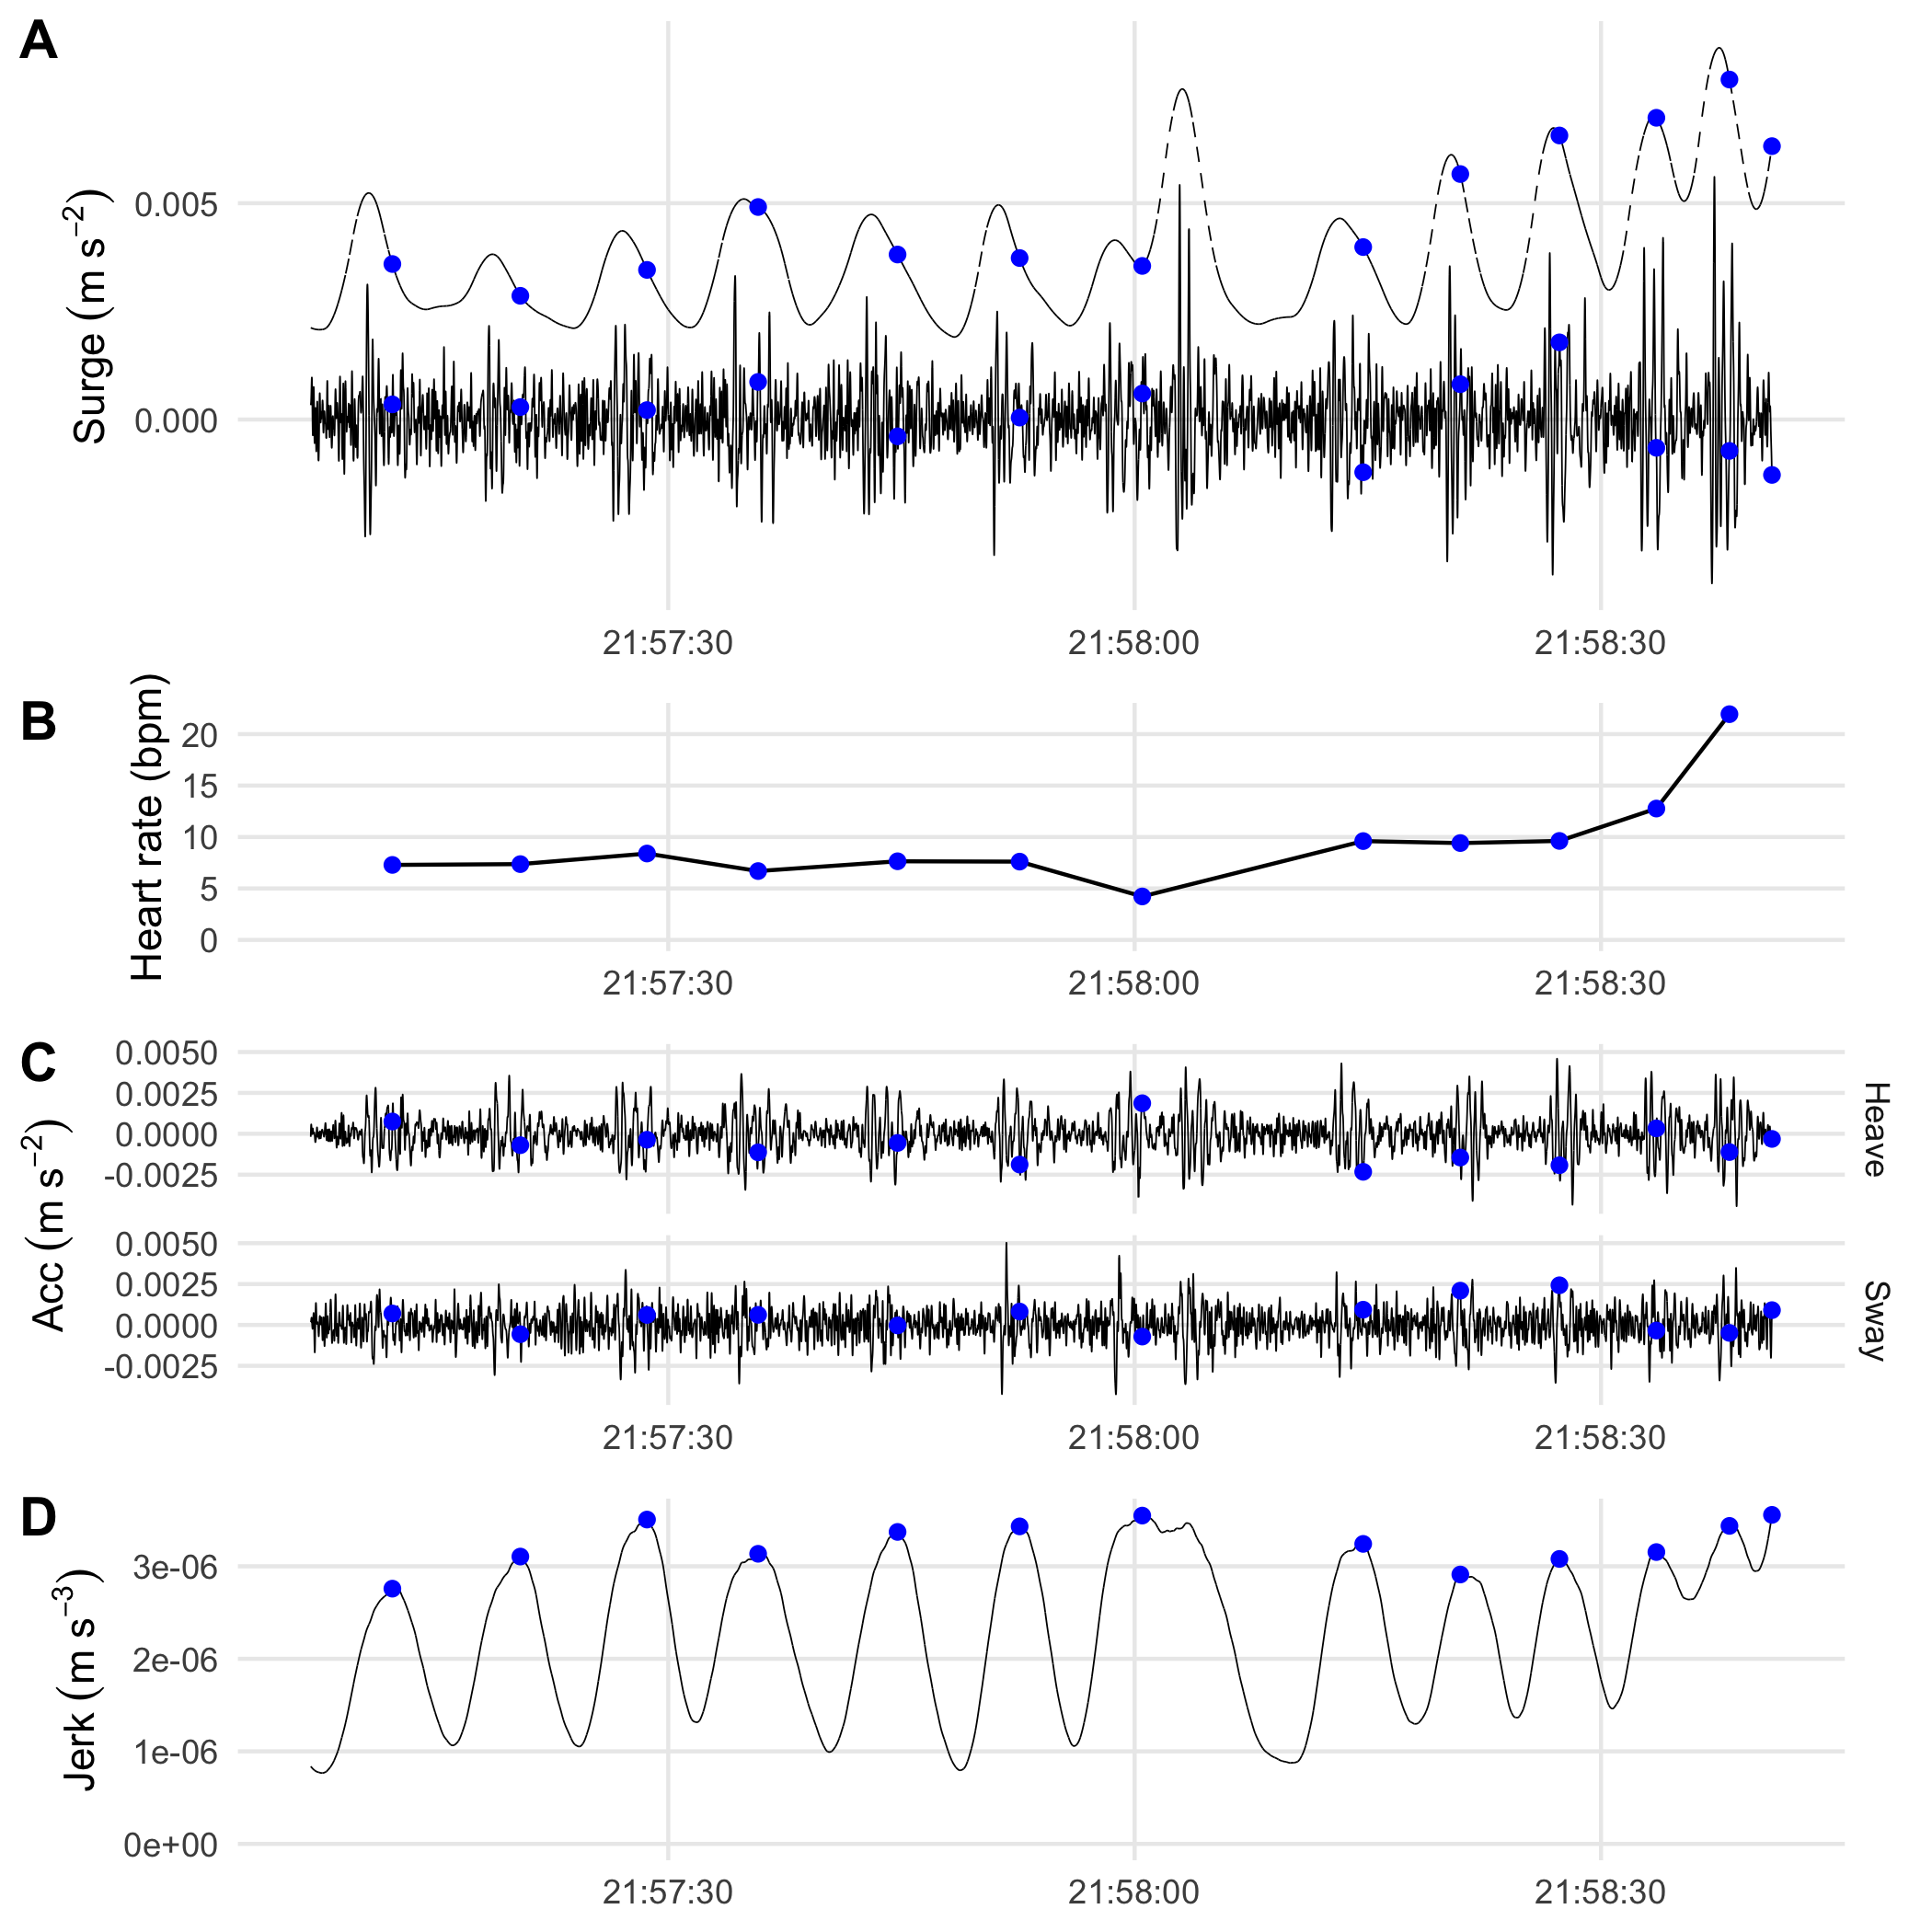 A
Surge (m s⁻²)
0.005
0.000
21:57:30 21:58:00 21:58:30
B
Heart rate (bpm)
20
15
10
5
0
21:57:30 21:58:00 21:58:30
C
Acc (m s⁻²)
0.0050
0.0025
0.0000
-0.0025
Heave
0.0050
0.0025
0.0000
-0.0025
Sway
21:57:30 21:58:00 21:58:30
D
Jerk (m s⁻³)
3e-06
2e-06
1e-06
0e+00
21:57:30 21:58:00 21:58:30